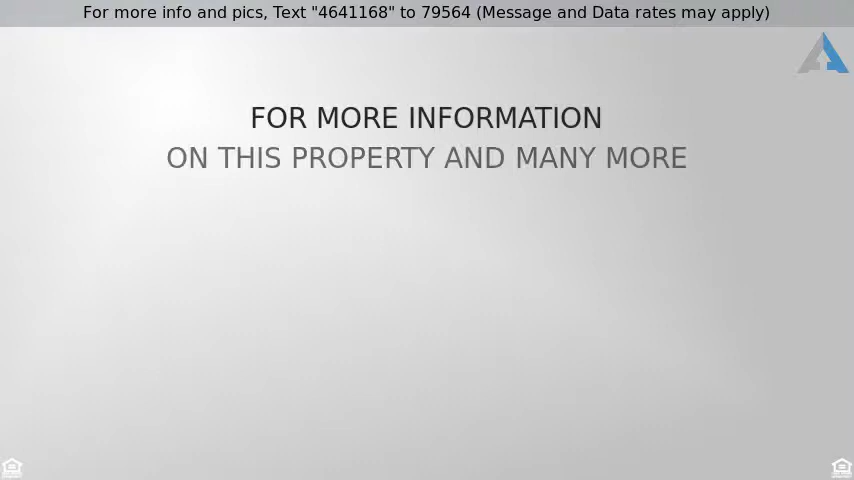 For more info and pics, Text "4641168" to 79564 (Message and Data rates may apply)
FOR MORE INFORMATION
ON THIS PROPERTY AND MANY MORE